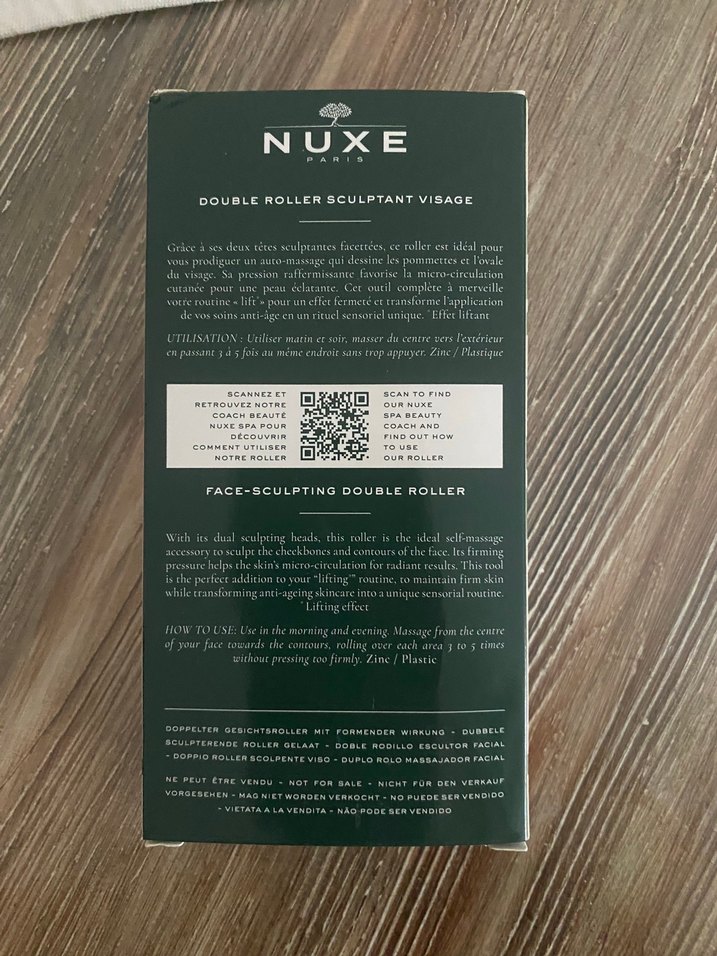 NUXE
PARIS
DOUBLE ROLLER SCULPTANT VISAGE
Grâce à ses deux têtes sculptantes facettées, ce roller est idéal pour
vous prodiguer un auto-massage qui dessine les pommettes et l'ovale
du visage. Sa pression raffermissante favorise la micro-circulation
cutanée pour une peau éclatante. Cet outil complète à merveille
votre routine « lift* » pour un effet fermeté et transforme l'application
de vos soins anti-âge en un rituel sensoriel unique. *Effet liftant
UTILISATION : Utiliser matin et soir, masser du centre vers l'extérieur
en passant 3 à 5 fois au même endroit sans trop appuyer. Zinc / Plastique
SCANNEZ ET
RETROUVEZ NOTRE
COACH BEAUTÉ
NUXE SPA POUR
DÉCOUVRIR
COMMENT UTILISER
NOTRE ROLLER
SCAN TO FIND
OUR NUXE
SPA BEAUTY
COACH AND
FIND OUT HOW
TO USE
OUR ROLLER
FACE-SCULPTING DOUBLE ROLLER
With its dual sculpting heads, this roller is the ideal self-massage
accessory to sculpt the cheekbones and contours of the face. Its firming
pressure helps the skin's micro-circulation for radiant results. This tool
is the perfect addition to your "lifting*" routine, to maintain firm skin
while transforming anti-ageing skincare into a unique sensorial routine.
*Lifting effect
HOW TO USE: Use in the morning and evening. Massage from the centre
of your face towards the contours, rolling over each area 3 to 5 times
without pressing too firmly. Zinc / Plastic
DOPPELTER GESICHTSROLLER MIT FORMENDER WIRKUNG - DUBBELE
SCULPTERENDE ROLLER GELAAT - DOBLE RODILLO ESCULTOR FACIAL
- DOPPIO ROLLER SCOLPENTE VISO - DUPLO ROLO MASSAJADOR FACIAL
NE PEUT ÊTRE VENDU - NOT FOR SALE - NICHT FÜR DEN VERKAUF
VORGESEHEN - MAG NIET WORDEN VERKOCHT - NO PUEDE SER VENDIDO
- VIETATA A LA VENDITA - NÃO PODE SER VENDIDO